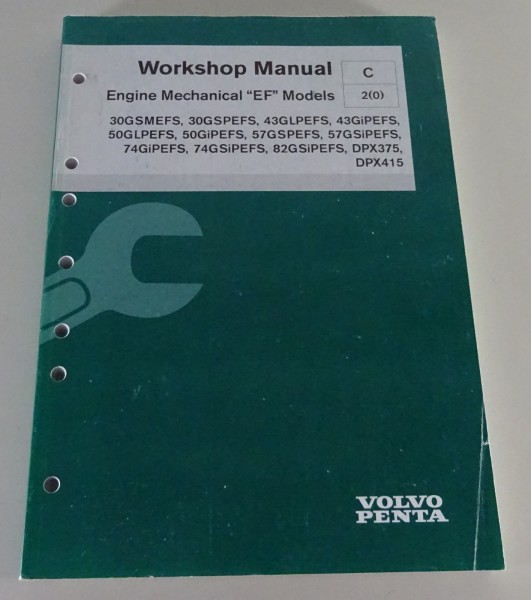 Workshop Manual
C
Engine Mechanical "EF" Models
2(0)
30GSMEFS, 30GSPEFS, 43GLPEFS, 43GiPEFS,
50GLPEFS, 50GiPEFS, 57GSPEFS, 57GSiPEFS,
74GiPEFS, 74GSiPEFS, 82GSiPEFS, DPX375,
DPX415
VOLVO
PENTA